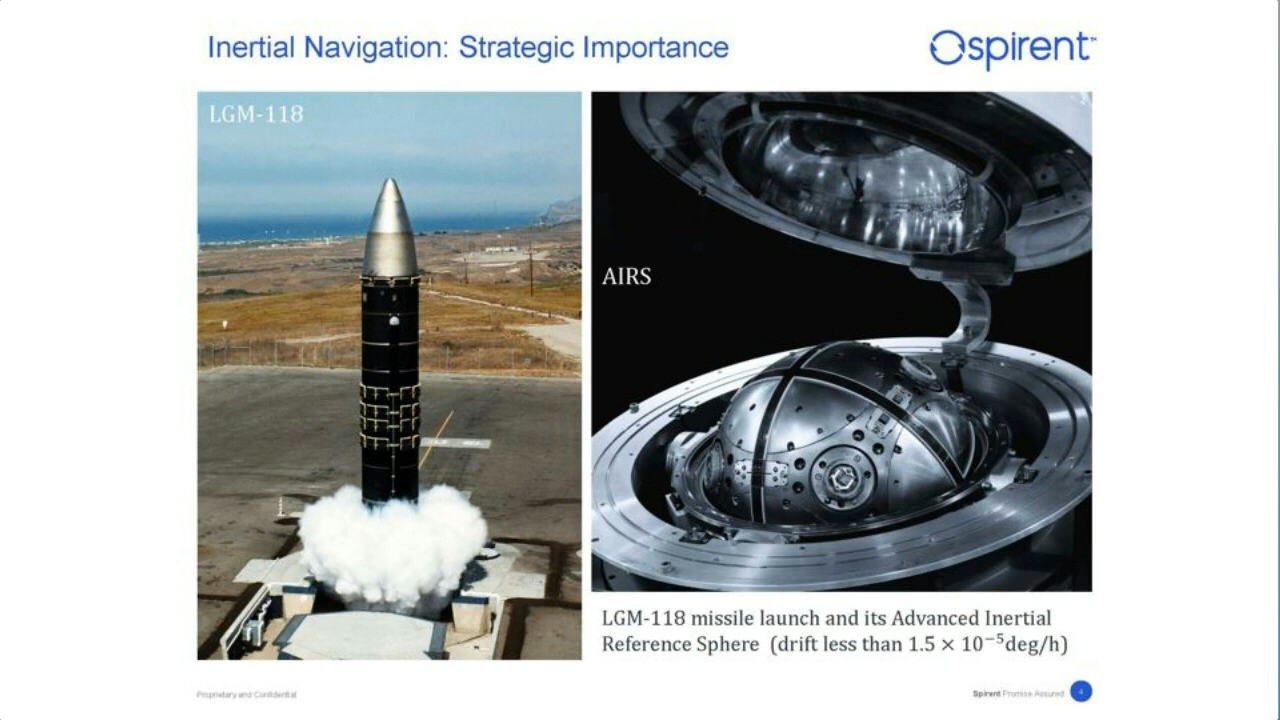 Inertial Navigation: Strategic Importance
spirent™
LGM-118
AIRS
LGM-118 missile launch and its Advanced Inertial
Reference Sphere (drift less than 1.5 × 10⁻⁵deg/h)
Proprietary and Confidential
Spirent Promise Assured
4